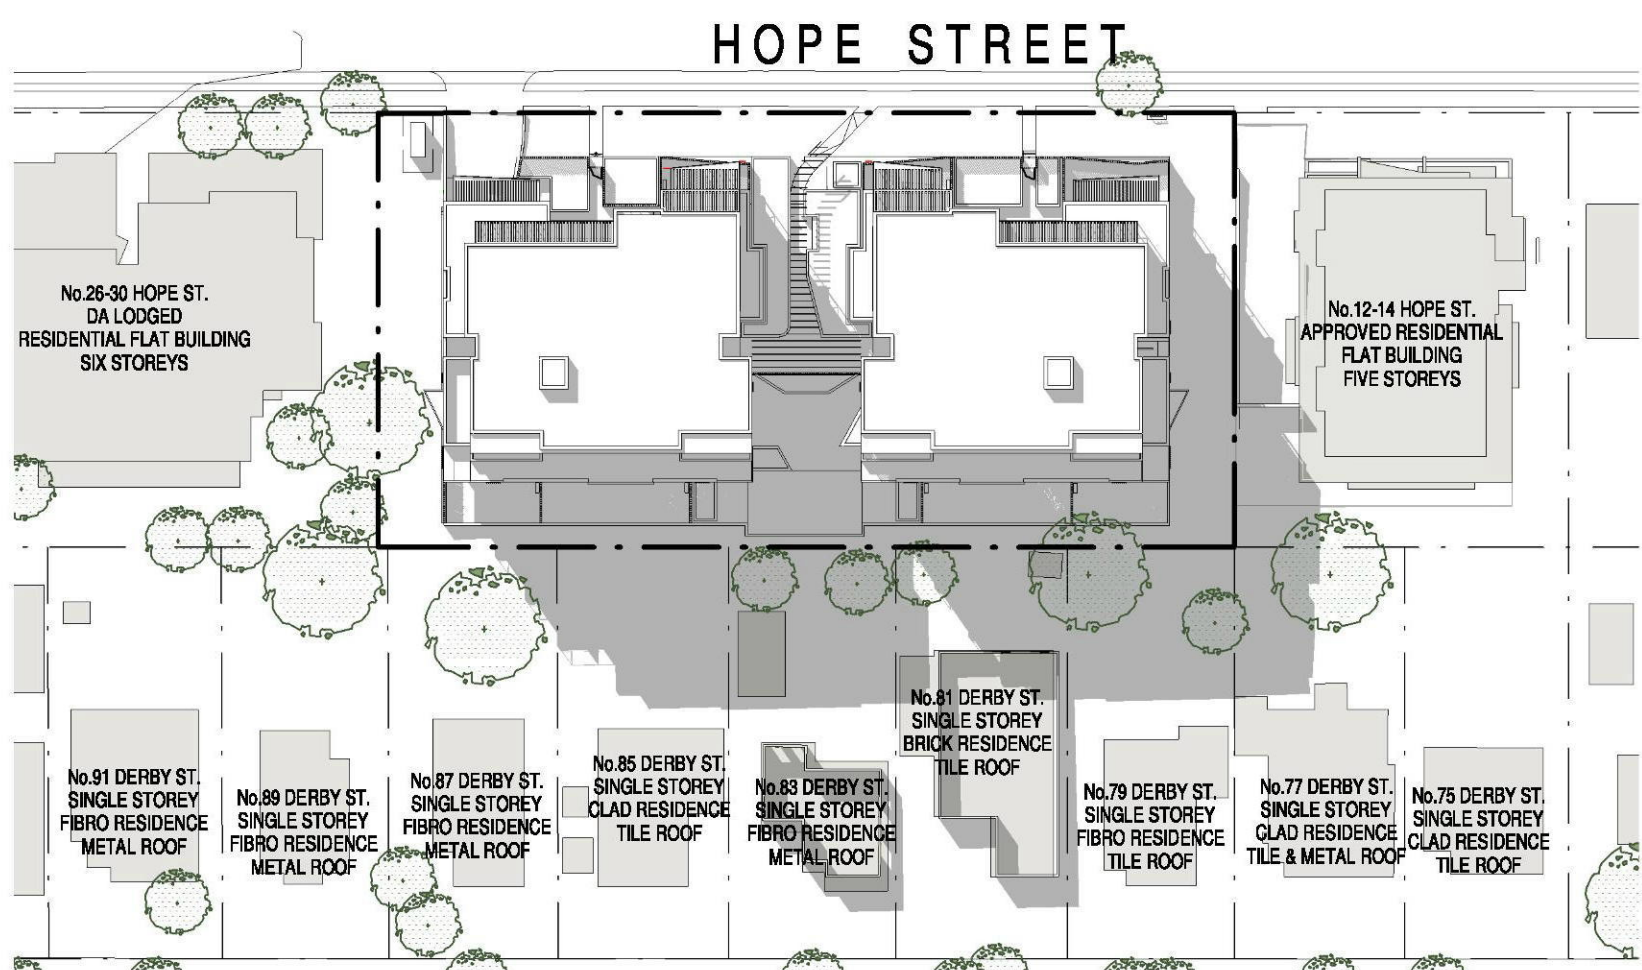 HOPE STREET
No.26-30 HOPE ST.
DA LODGED
RESIDENTIAL FLAT BUILDING
SIX STOREYS
No.12-14 HOPE ST.
APPROVED RESIDENTIAL
FLAT BUILDING
FIVE STOREYS
No.91 DERBY ST.
SINGLE STOREY
FIBRO RESIDENCE
METAL ROOF
No.89 DERBY ST.
SINGLE STOREY
FIBRO RESIDENCE
METAL ROOF
No.87 DERBY ST.
SINGLE STOREY
FIBRO RESIDENCE
METAL ROOF
No.85 DERBY ST.
SINGLE STOREY
CLAD RESIDENCE
TILE ROOF
No.83 DERBY ST.
SINGLE STOREY
FIBRO RESIDENCE
METAL ROOF
No.81 DERBY ST.
SINGLE STOREY
BRICK RESIDENCE
TILE ROOF
No.79 DERBY ST.
SINGLE STOREY
FIBRO RESIDENCE
TILE ROOF
No.77 DERBY ST.
SINGLE STOREY
CLAD RESIDENCE
TILE & METAL ROOF
No.75 DERBY ST.
SINGLE STOREY
CLAD RESIDENCE
TILE ROOF